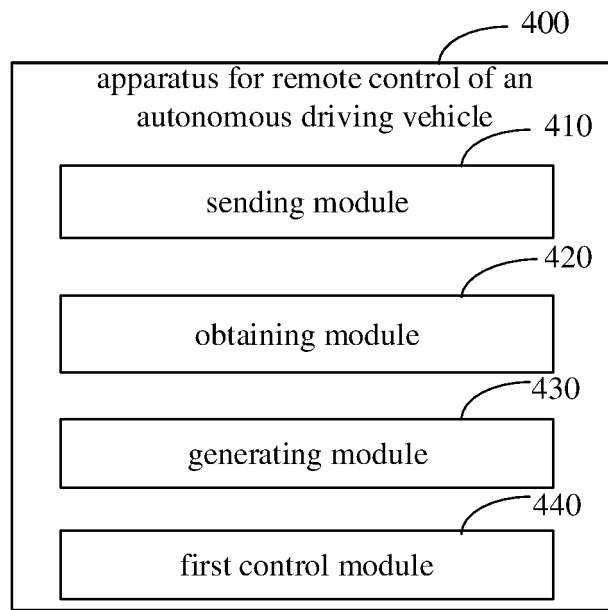 400
apparatus for remote control of an
autonomous driving vehicle
410
sending module
420
obtaining module
430
generating module
440
first control module